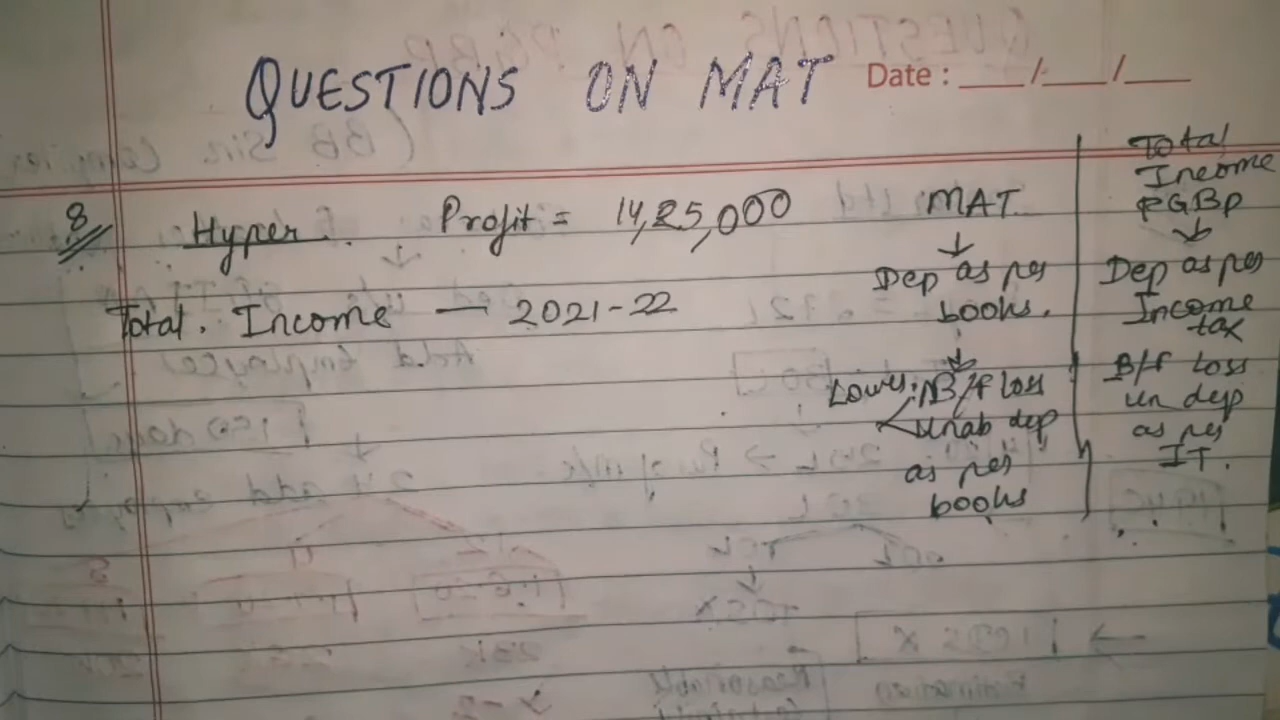 QUESTIONS ON MAT
Date : ___/___/___
8
Hyper. Profit = 14,25,000
Total. Income — 2021-22
MAT
↓
Dep as per
books.
↓
Lower. B/f loss
unab dep
as per
books
Total
Income
PGBP
↓
Dep as per
Income
tax
B/f Loss
un dep
as per
IT.